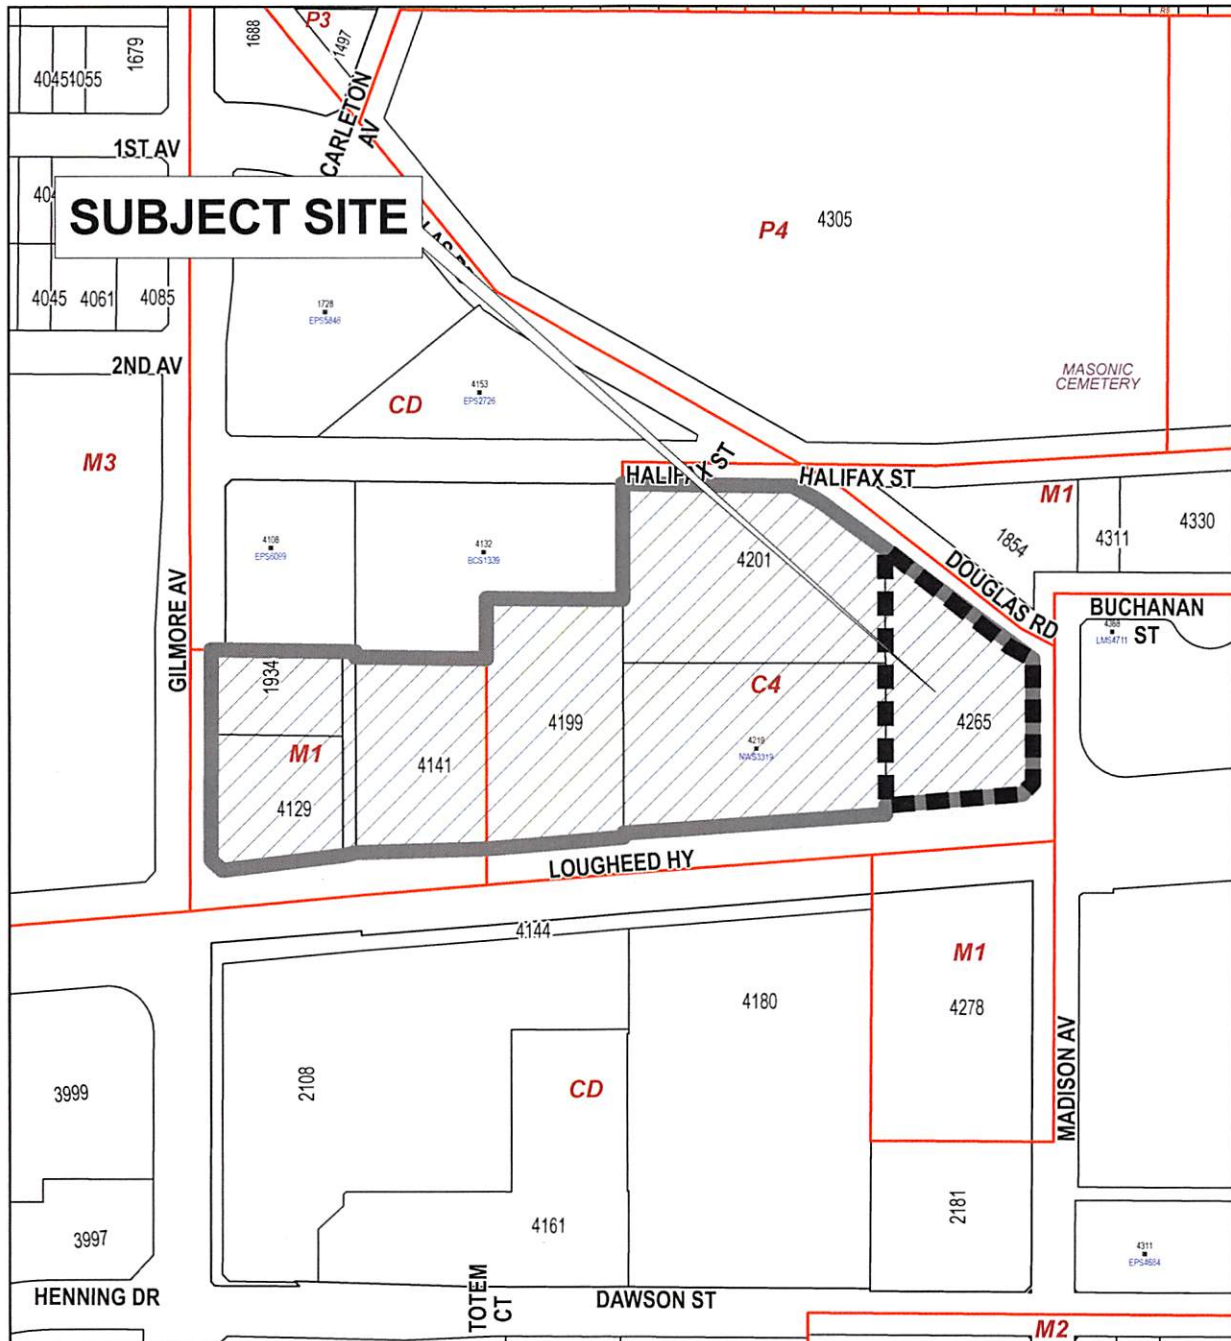 P3
1688
1497
1679
4045
4055
CARLETON
AV
1ST AV
SUBJECT SITE
P4
4305
4045
4061
4085
1728
EPS5846
2ND AV
MASONIC
CEMETERY
4153
EPS2726
CD
M3
HALIFAX ST
HALIFAX ST
M1
4330
4311
1854
4108
EPS6099
4132
BCS1339
4201
DOUGLAS RD
BUCHANAN
ST
4388
LMS4711
GILMORE AV
1934
C4
4199
4265
4219
NWS3319
M1
4141
4129
LOUGHEED HY
4144
M1
4180
4278
MADISON AV
3999
2108
CD
2181
4161
3997
4311
EPS4684
HENNING DR
TOTEM
CT
DAWSON ST
M2